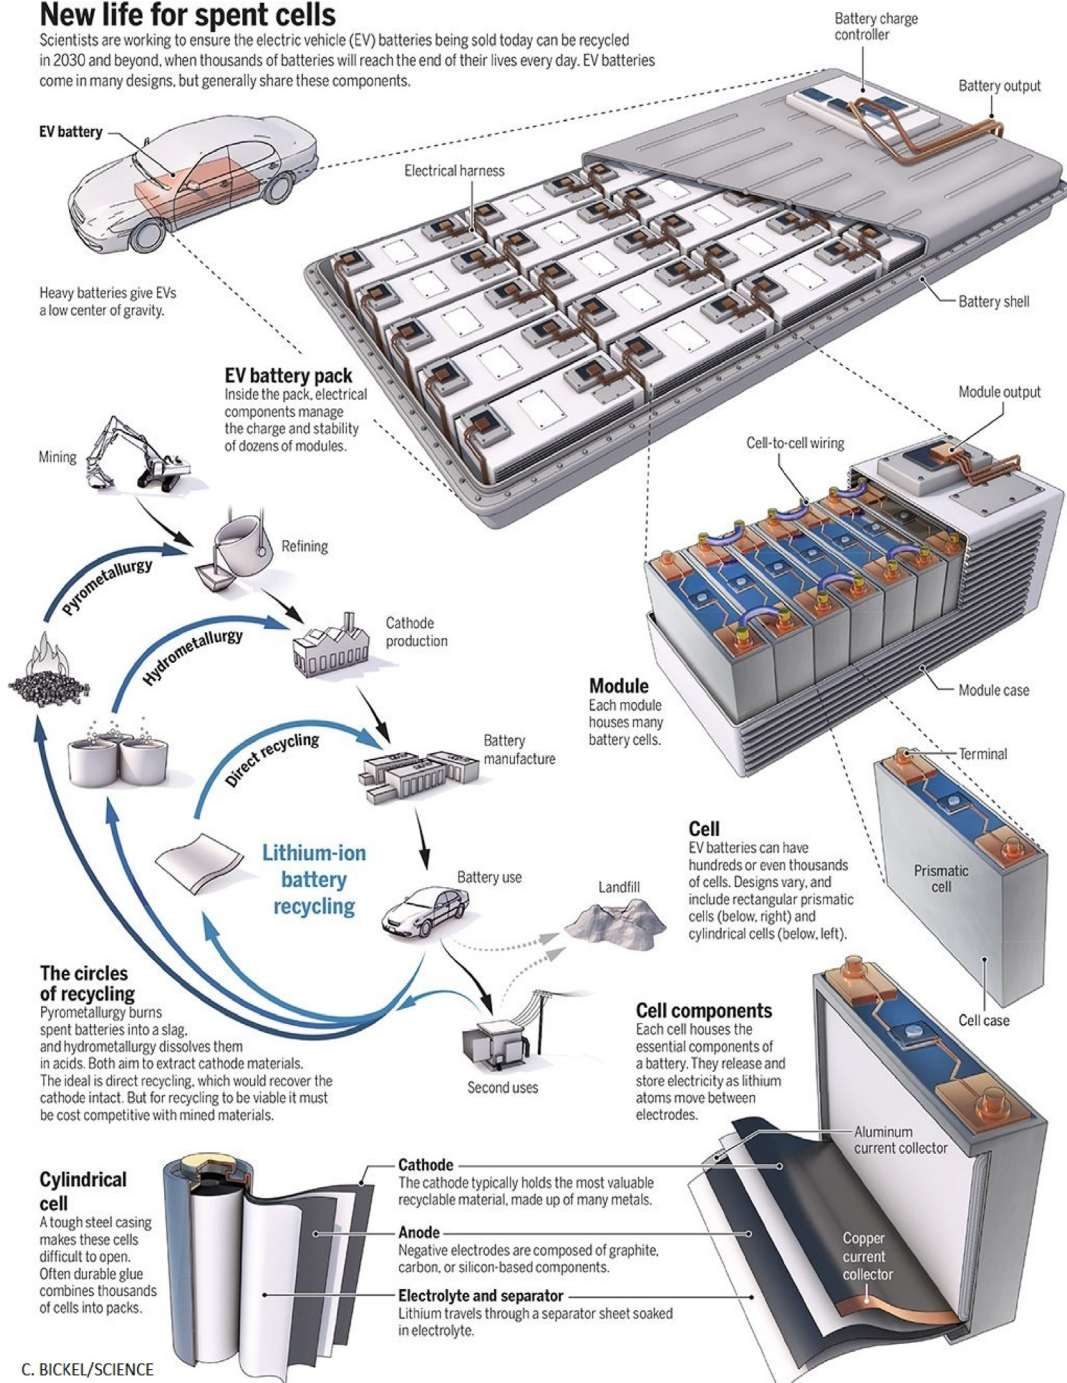 New life for spent cells
Scientists are working to ensure the electric vehicle (EV) batteries being sold today can be recycled
in 2030 and beyond, when thousands of batteries will reach the end of their lives every day. EV batteries
come in many designs, but generally share these components.
Battery charge
controller
Battery output
EV battery
Electrical harness
Heavy batteries give EVs
a low center of gravity.
Battery shell
EV battery pack
Inside the pack, electrical
components manage
the charge and stability
of dozens of modules.
Module output
Cell-to-cell wiring
Mining
Refining
Pyrometallurgy
Hydrometallurgy
Cathode
production
Module
Each module
houses many
battery cells.
Module case
Direct recycling
Battery
manufacture
Terminal
Lithium-ion
battery
recycling
Battery use
Landfill
Cell
EV batteries can have
hundreds or even thousands
of cells. Designs vary, and
include rectangular prismatic
cells (below, right) and
cylindrical cells (below, left).
Prismatic
cell
Cell case
The circles
of recycling
Pyrometallurgy burns
spent batteries into a slag,
and hydrometallurgy dissolves them
in acids. Both aim to extract cathode materials.
The ideal is direct recycling, which would recover the
cathode intact. But for recycling to be viable it must
be cost competitive with mined materials.
Second uses
Cell components
Each cell houses the
essential components of
a battery. They release and
store electricity as lithium
atoms move between
electrodes.
Aluminum
current collector
Copper
current
collector
Cylindrical
cell
A tough steel casing
makes these cells
difficult to open.
Often durable glue
combines thousands
of cells into packs.
Cathode
The cathode typically holds the most valuable
recyclable material, made up of many metals.
Anode
Negative electrodes are composed of graphite,
carbon, or silicon-based components.
Electrolyte and separator
Lithium travels through a separator sheet soaked
in electrolyte.
C. BICKEL/SCIENCE